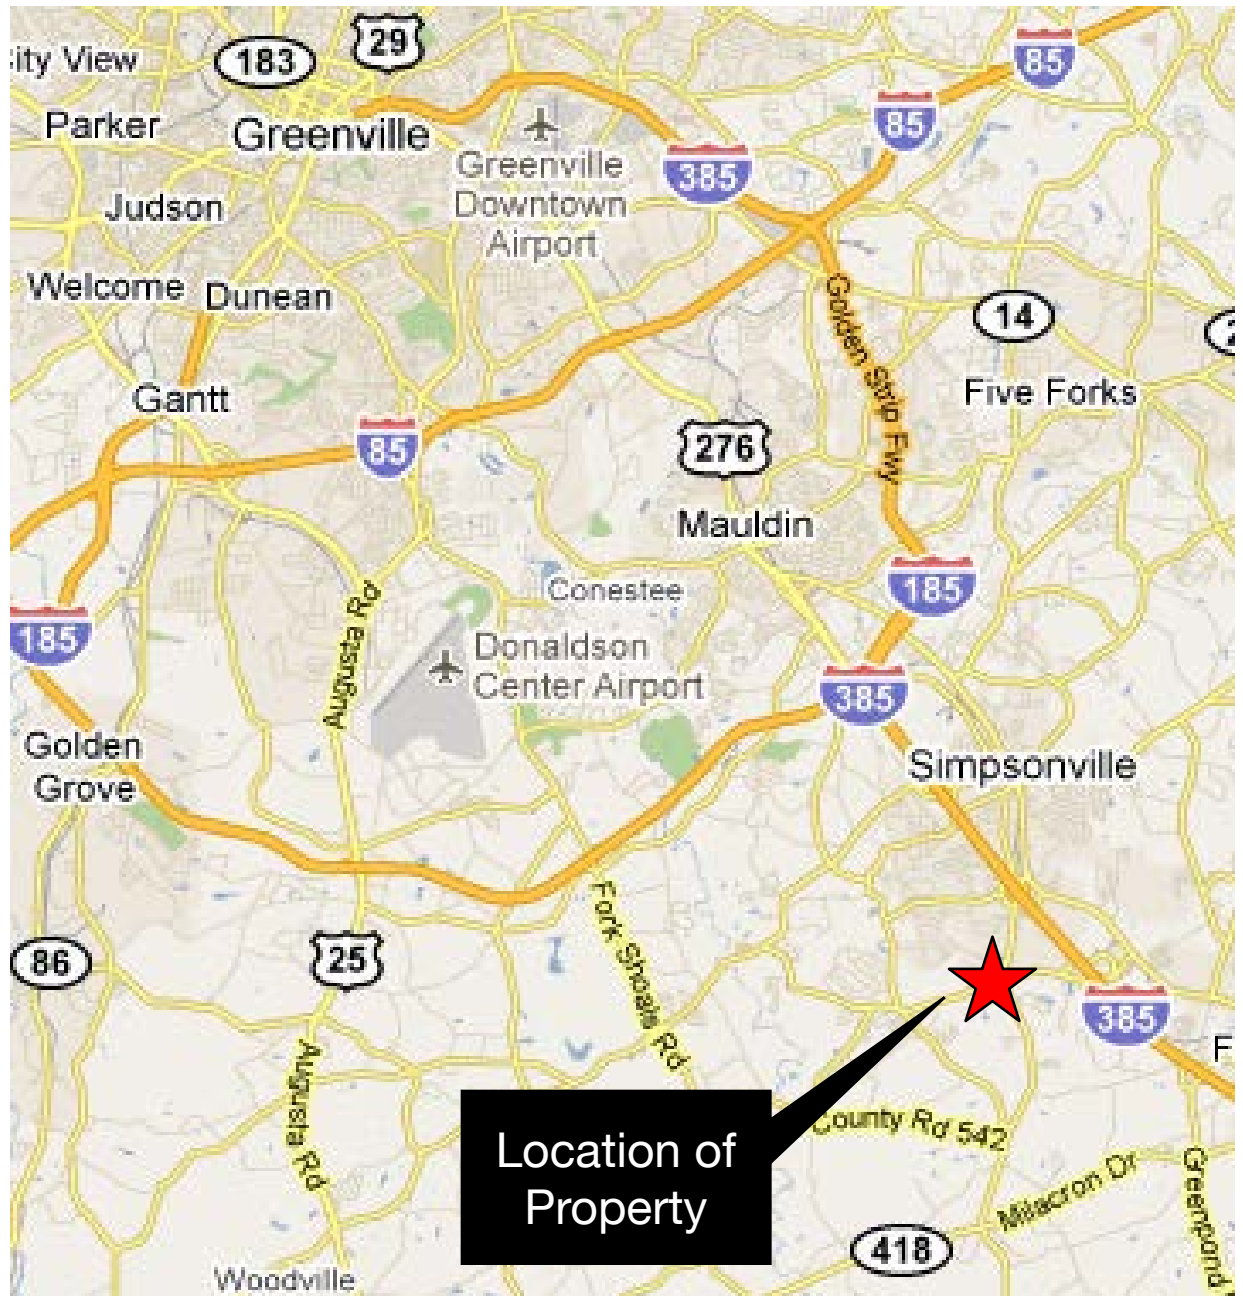 29
ity View
183
85
Parker
Greenville
85
Greenville
Downtown
Airport
385
Judson
Welcome
Dunean
Golden Strip Fwy
14
2
Gantt
Five Forks
85
276
Mauldin
Conestee
185
185
Augusta Rd
Donaldson
Center Airport
385
Golden
Grove
Simpsonville
Fork Shoals Rd
86
25
385
F
Augusta Rd
Location of
Property
County Rd 542
Milacron Dr
Greenpond
418
Woodville